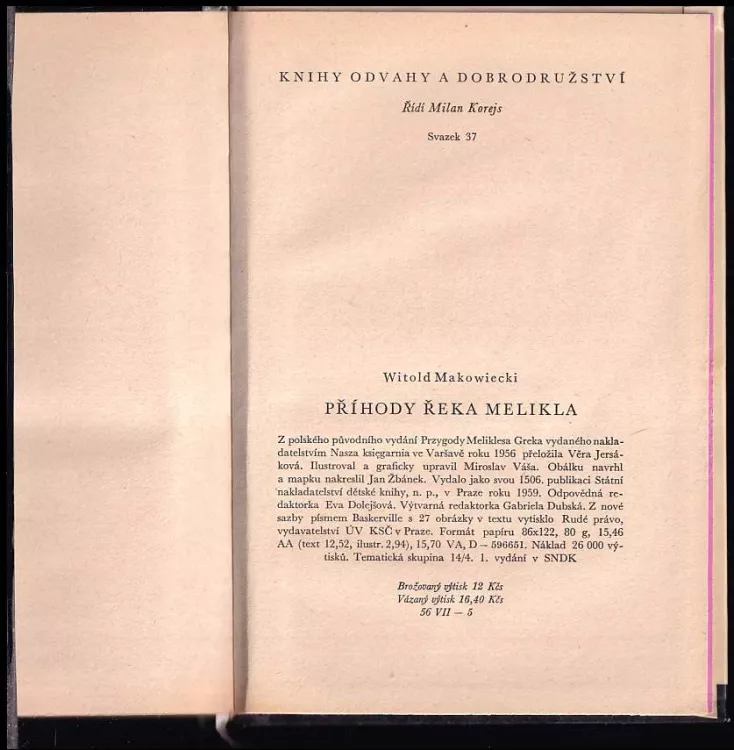 KNIHY ODVAHY A DOBRODRUŽSTVÍ
Řídí Milan Korejs
Svazek 37
Witold Makowiecki
PŘÍHODY ŘEKA MELIKLA
Z polského původního vydání Przygody Meliklesa Greka vydaného nakla-
datelstvím Nasza księgarnia ve Varšavě roku 1956 přeložila Věra Jersá-
ková. Ilustroval a graficky upravil Miroslav Váša. Obálku navrhl
a mapku nakreslil Jan Žbánek. Vydalo jako svou 1506. publikaci Státní
nakladatelství dětské knihy, n. p., v Praze roku 1959. Odpovědná re-
daktorka Eva Dolejšová. Výtvarná redaktorka Gabriela Dubská. Z nové
sazby písmem Baskerville s 27 obrázky v textu vytisklo Rudé právo,
vydavatelství ÚV KSČ v Praze. Formát papíru 86x122, 80 g, 15,46
AA (text 12,52, ilustr. 2,94), 15,70 VA, D — 596651. Náklad 26 000 vý-
tisků. Tematická skupina 14/4. 1. vydání v SNDK
Brožovaný výtisk 12 Kčs
Vázaný výtisk 16,40 Kčs
56 VII — 5